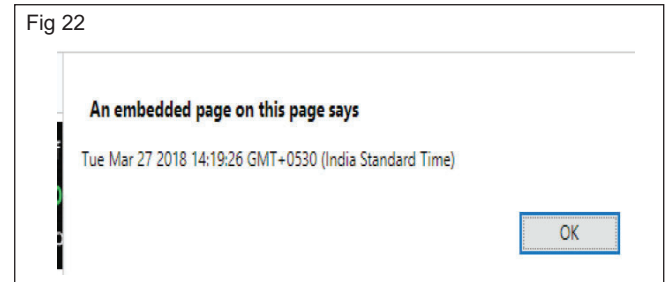 Fig 22
An embedded page on this page says
Tue Mar 27 2018 14:19:26 GMT+0530 (India Standard Time)
OK